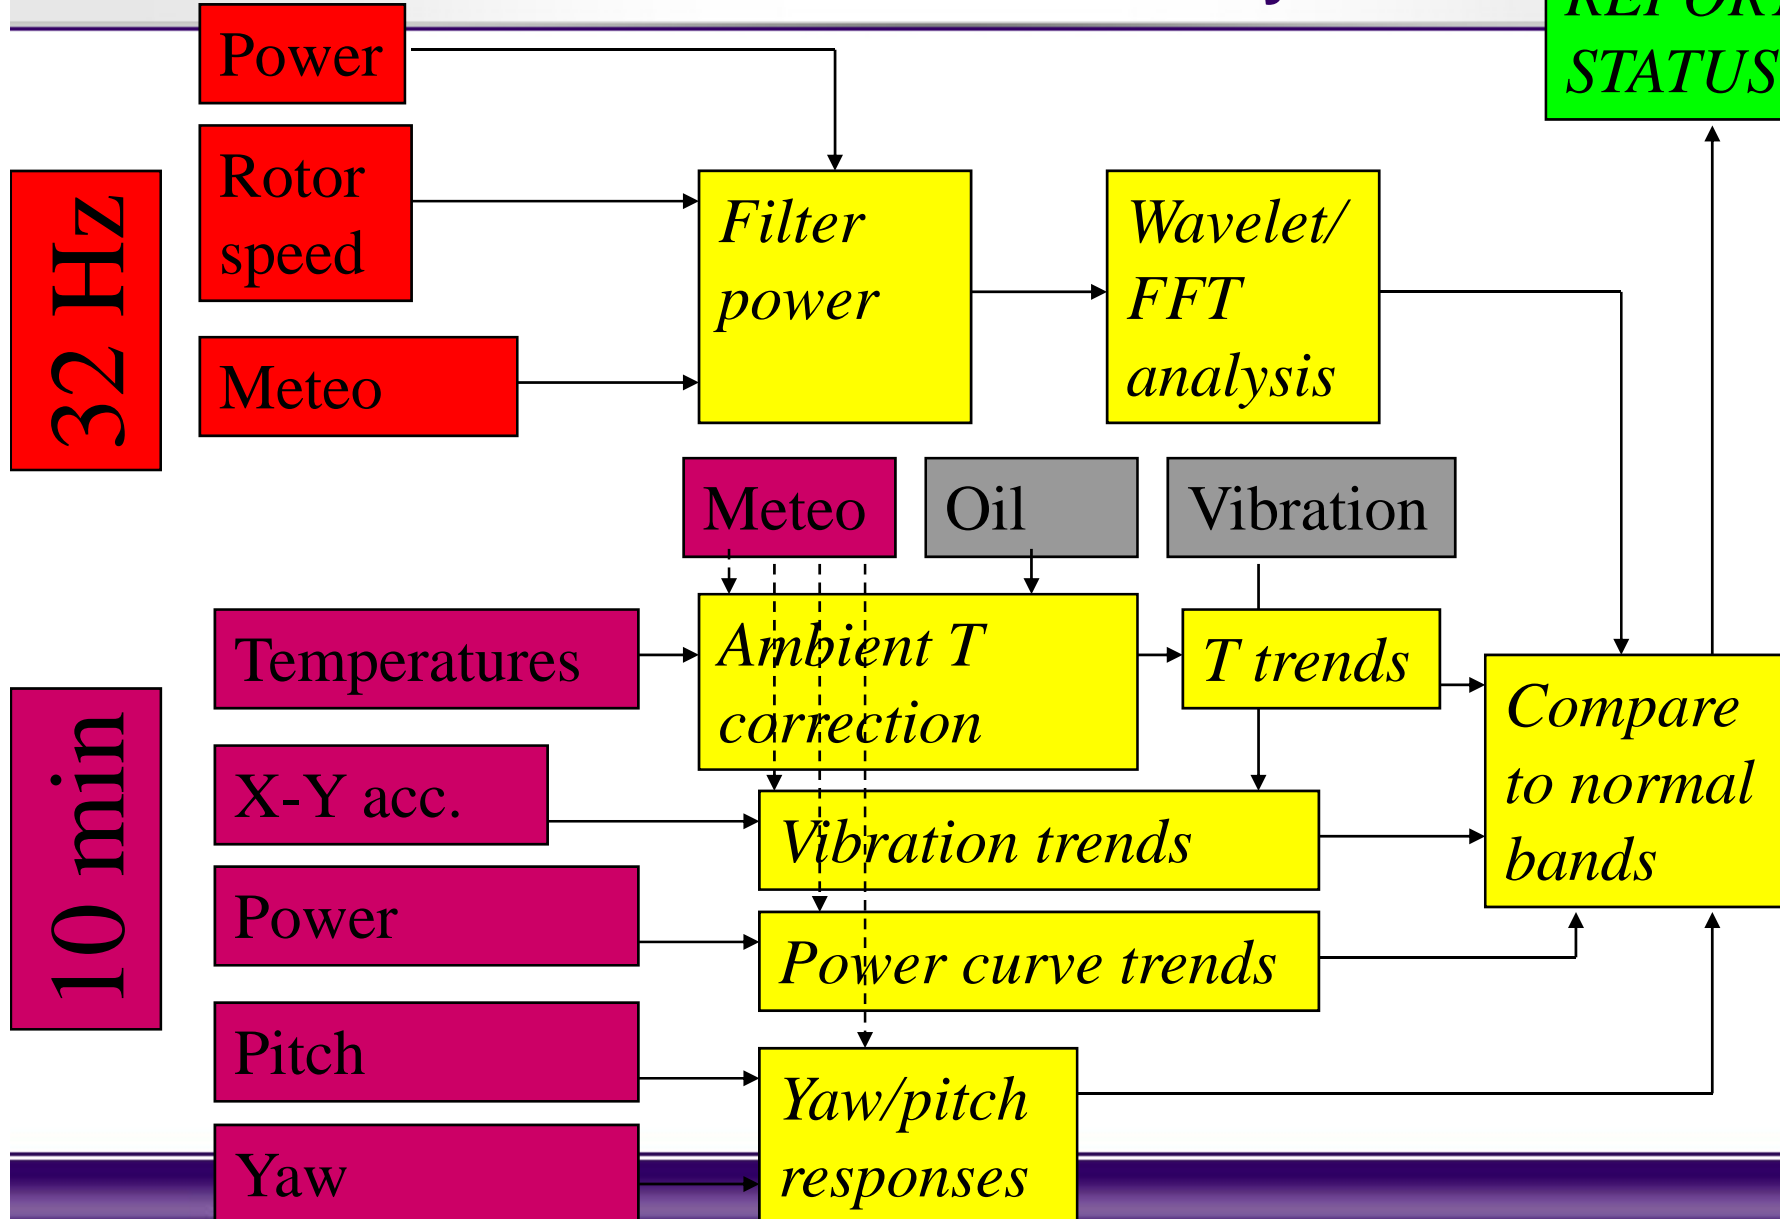 STATUS
Power
Rotor
speed
32 Hz
Filter
power
Wavelet/
FFT
analysis
Meteo
Meteo
Oil
Vibration
Temperatures
Ambient T
correction
T trends
10 min
X-Y acc.
Vibration trends
Compare
to normal
bands
Power
Power curve trends
Pitch
Yaw/pitch
responses
Yaw